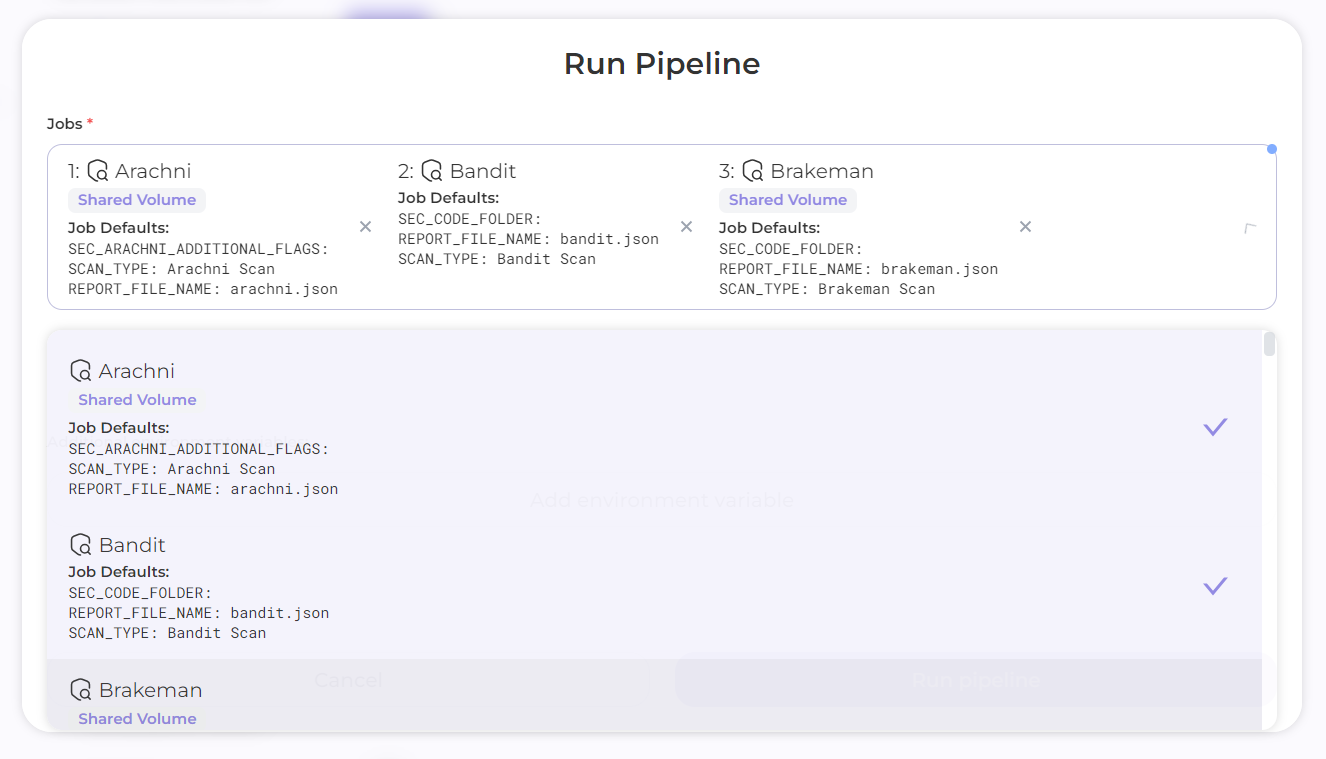 Run Pipeline
Jobs *
1: Arachni
Shared Volume
Job Defaults:
SEC_ARACHNI_ADDITIONAL_FLAGS:
SCAN_TYPE: Arachni Scan
REPORT_FILE_NAME: arachni.json
2: Bandit
Job Defaults:
SEC_CODE_FOLDER:
REPORT_FILE_NAME: bandit.json
SCAN_TYPE: Bandit Scan
3: Brakeman
Shared Volume
Job Defaults:
SEC_CODE_FOLDER:
REPORT_FILE_NAME: brakeman.json
SCAN_TYPE: Brakeman Scan
Arachni
Shared Volume
Job Defaults:
SEC_ARACHNI_ADDITIONAL_FLAGS:
SCAN_TYPE: Arachni Scan
REPORT_FILE_NAME: arachni.json
Add environment variable
Bandit
Job Defaults:
SEC_CODE_FOLDER:
REPORT_FILE_NAME: bandit.json
SCAN_TYPE: Bandit Scan
Cancel
Run pipeline
Brakeman
Shared Volume